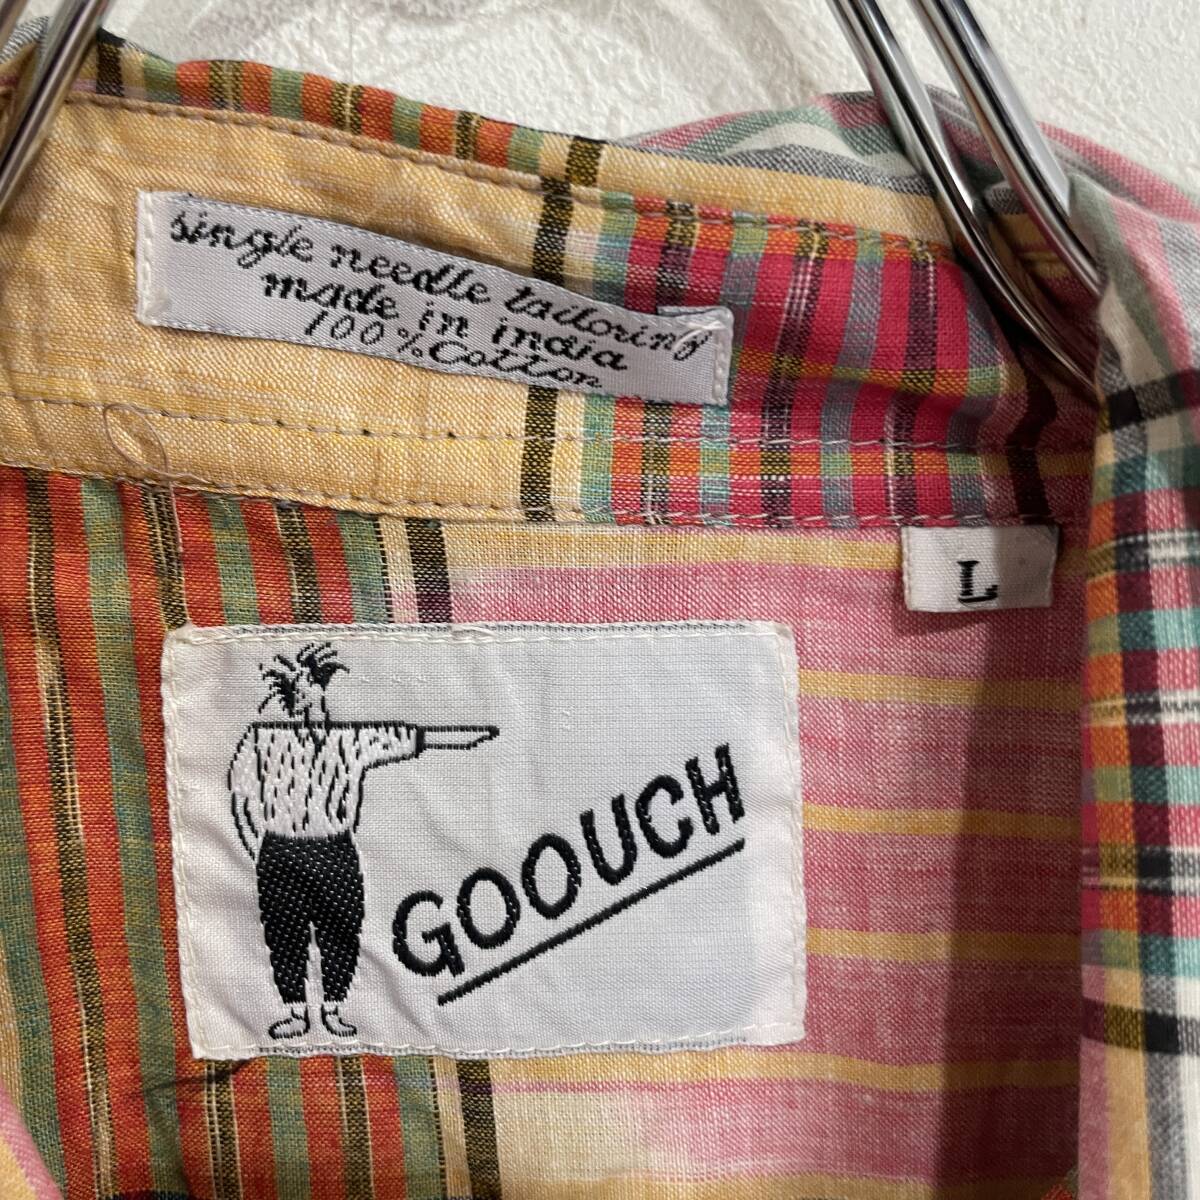 single needle tailoring
made in india
100% Cotton
L
GOOUCH